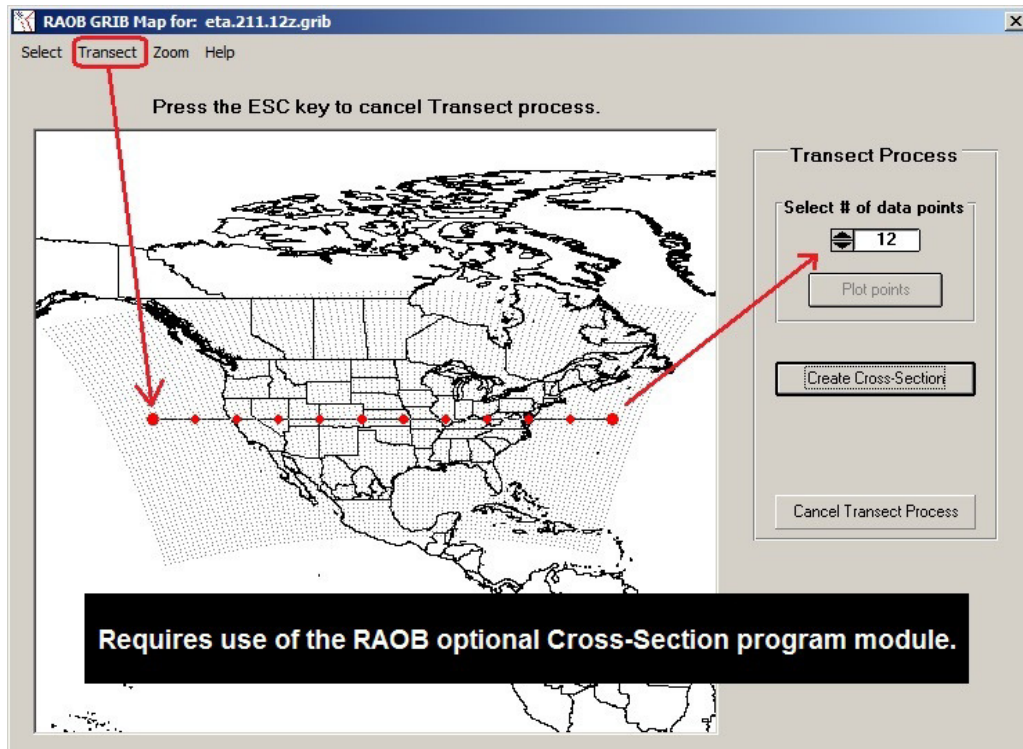 RAOB GRIB Map for: eta.211.12z.grib
Select Transect Zoom Help
Press the ESC key to cancel Transect process.
Transect Process
Select # of data points
12
Plot points
Create Cross-Section
Cancel Transect Process
Requires use of the RAOB optional Cross-Section program module.